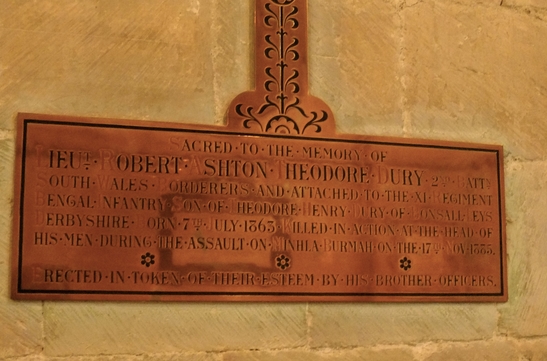 SACRED·TO·THE·MEMORY·OF
LIEUT·ROBERT·ASHTON·THEODORE·DURY·2ND·BATTN
SOUTH·WALES·BORDERERS·AND·ATTACHED·TO·THE·XI·REGIMENT
BENGAL·INFANTRY·SON·OF·THEODORE·HENRY·DURY·OF·BONSALL·LEYS
DERBYSHIRE·BORN·7TH·JULY·1863·KILLED·IN·ACTION·AT·THE·HEAD·OF
HIS·MEN·DURING·THE·ASSAULT·ON·MINHLA·BURMAH·ON·THE·17TH·NOV·1885.
ERECTED·IN·TOKEN·OF·THEIR·ESTEEM·BY·HIS·BROTHER·OFFICERS.